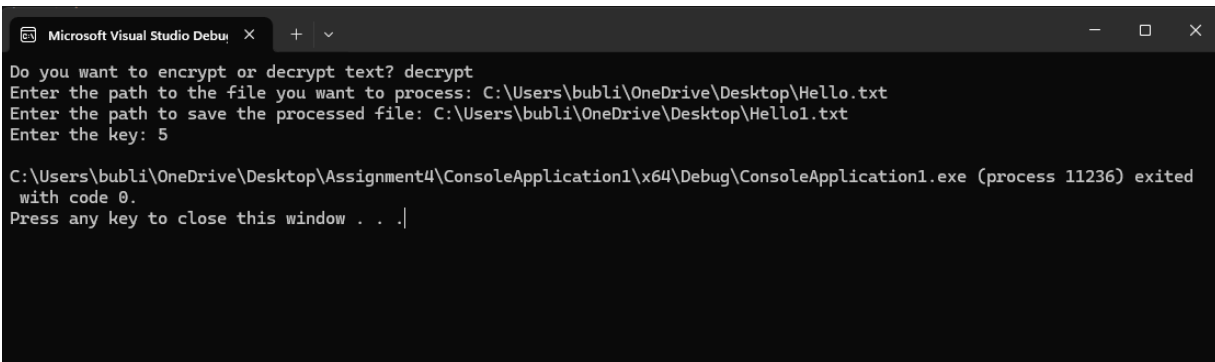 Microsoft Visual Studio Debu
Do you want to encrypt or decrypt text? decrypt
Enter the path to the file you want to process: C:\Users\bubli\OneDrive\Desktop\Hello.txt
Enter the path to save the processed file: C:\Users\bubli\OneDrive\Desktop\Hello1.txt
Enter the key: 5
C:\Users\bubli\OneDrive\Desktop\Assignment4\ConsoleApplication1\x64\Debug\ConsoleApplication1.exe (process 11236) exited
with code 0.
Press any key to close this window . . .